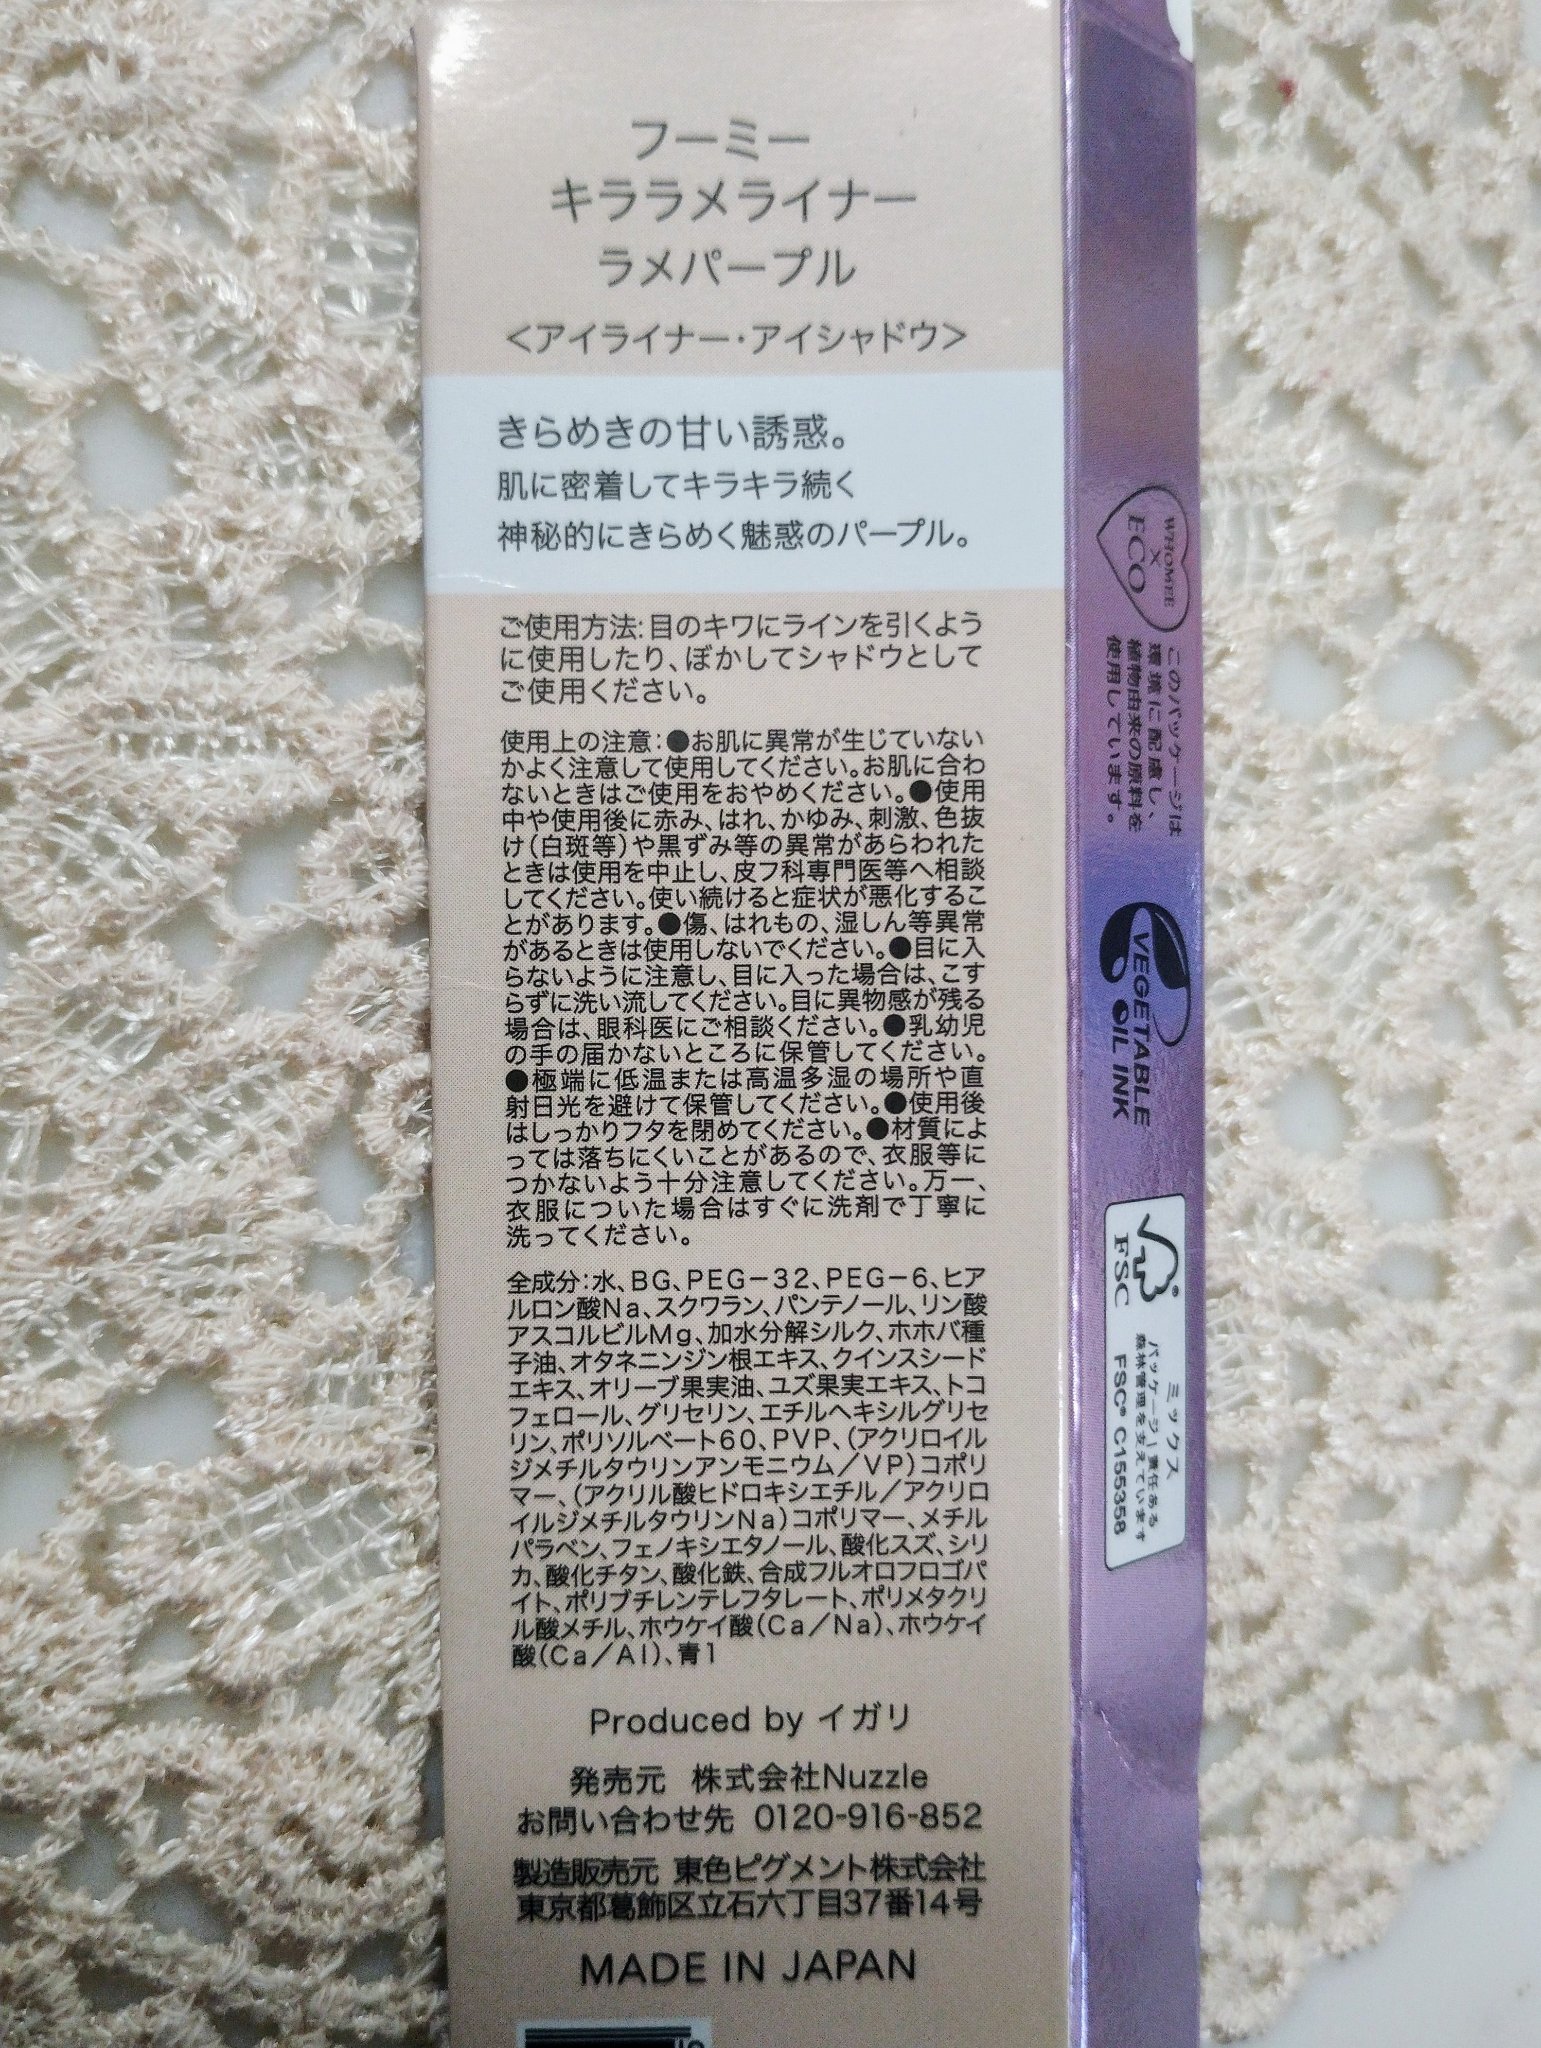 フーミー
キララメライナー
ラメパープル
<アイライナー・アイシャドウ>
きらめきの甘い誘惑。
肌に密着してキラキラ続く
神秘的にきらめく魅惑のパープル。
ご使用方法:目のキワにラインを引くよう
に使用したり、ぼかしてシャドウとして
ご使用ください。
使用上の注意:●お肌に異常が生じていない
かよく注意して使用してください。お肌に合わ
ないときはご使用をおやめください。●使用
中や使用後に赤み、はれ、かゆみ、刺激、色抜
け(白斑等)や黒ずみ等の異常があらわれた
ときは使用を中止し、皮フ科専門医等へ相談
してください。使い続けると症状が悪化するこ
とがあります。●傷、はれもの、湿しん等異常
があるときは使用しないでください。●目に入
らないように注意し、目に入った場合は、こす
らずに洗い流してください。目に異物感が残る
場合は、眼科医にご相談ください。●乳幼児
の手の届かないところに保管してください。
●極端に低温または高温多湿の場所や直
射日光を避けて保管してください。●使用後
はしっかりフタを閉めてください。●材質によ
っては落ちにくいことがあるので、衣服等に
つかないよう十分注意してください。万一、
衣服についた場合はすぐに洗剤で丁寧に
洗ってください。
全成分:水、BG、PEG－32、PEG－6、ヒア
ルロン酸Na、スクワラン、パンテノール、リン酸
アスコルビルMg、加水分解シルク、ホホバ種
子油、オタネニンジン根エキス、クインスシード
エキス、オリーブ果実油、ユズ果実エキス、トコ
フェロール、グリセリン、エチルヘキシルグリセ
リン、ポリソルベート60、PVP、(アクリロイル
ジメチルタウリンアンモニウム／VP)コポリ
マー、(アクリル酸ヒドロキシエチル／アクリロ
イルジメチルタウリンNa)コポリマー、メチル
パラベン、フェノキシエタノール、酸化スズ、シリ
カ、酸化チタン、酸化鉄、合成フルオロフロゴパ
イト、ポリブチレンテレフタレート、ポリメタクリ
ル酸メチル、ホウケイ酸(Ca／Na)、ホウケイ
酸(Ca／Al)、青1
Produced by イガリ
発売元 株式会社Nuzzle
お問い合わせ先 0120-916-852
製造販売元 東色ピグメント株式会社
東京都葛飾区立石六丁目37番14号
MADE IN JAPAN
WHOMEE
×
ECO
このパッケージは
環境に配慮し、
植物由来の原料を
使用しています。
VEGETABLE
OIL INK
FSC®
ミックス
パッケージ｜責任ある
森林管理を支えています
FSC® C155358